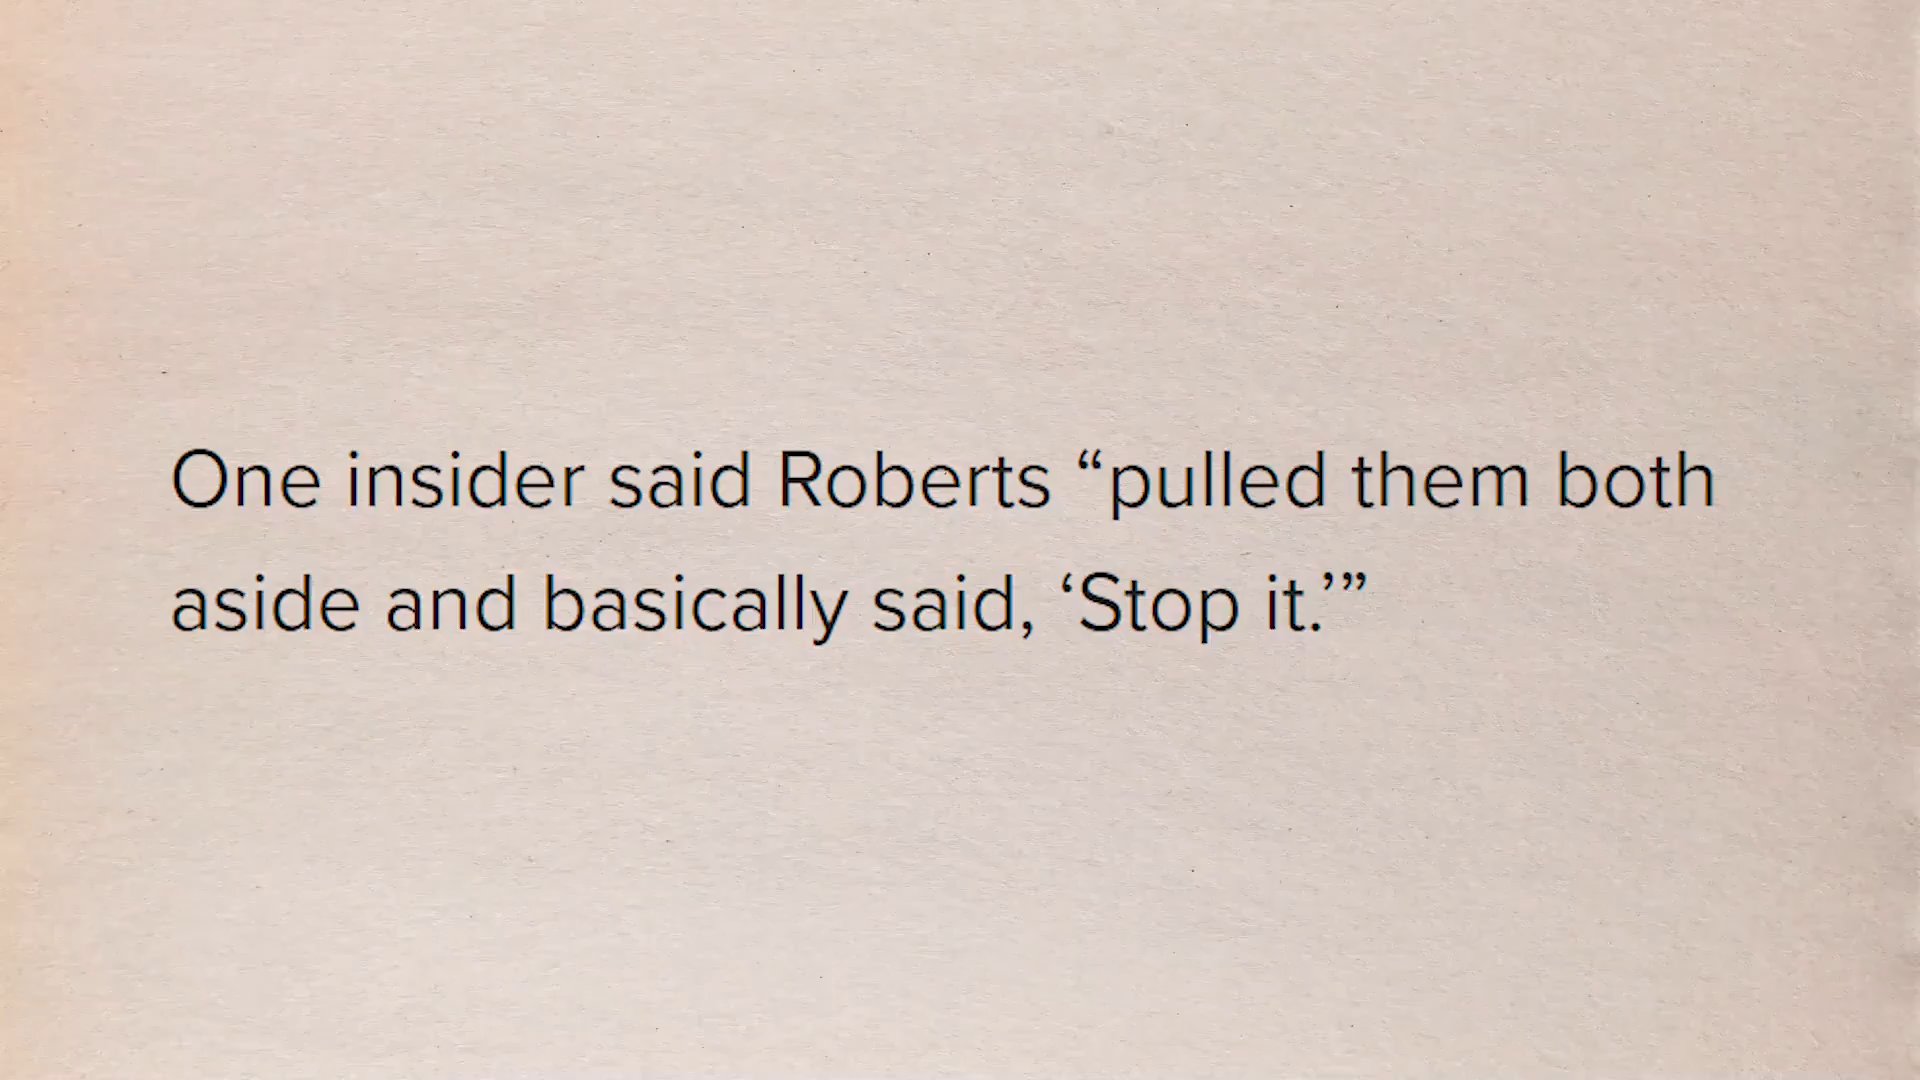 One insider said Roberts “pulled them both
aside and basically said, ‘Stop it.’”